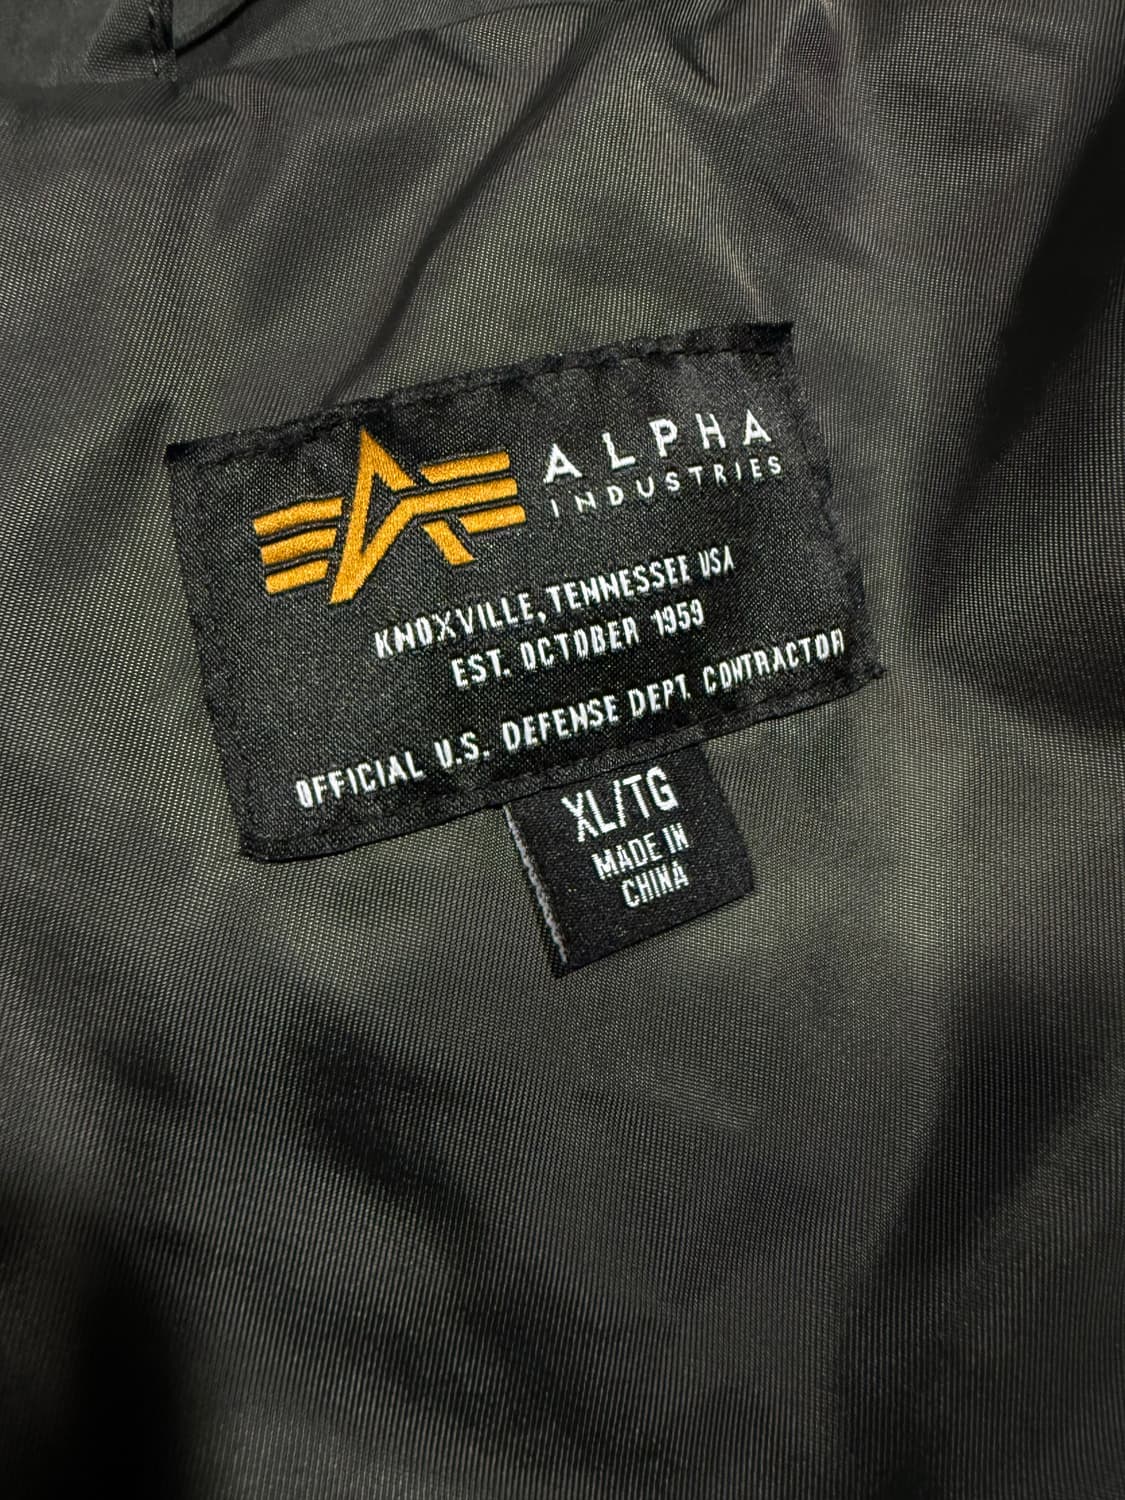 ALPHA
INDUSTRIES
KNOXVILLE, TENNESSEE USA
EST. OCTOBER 1959
OFFICIAL U.S. DEFENSE DEPT. CONTRACTOR
XL/TG
MADE IN
CHINA